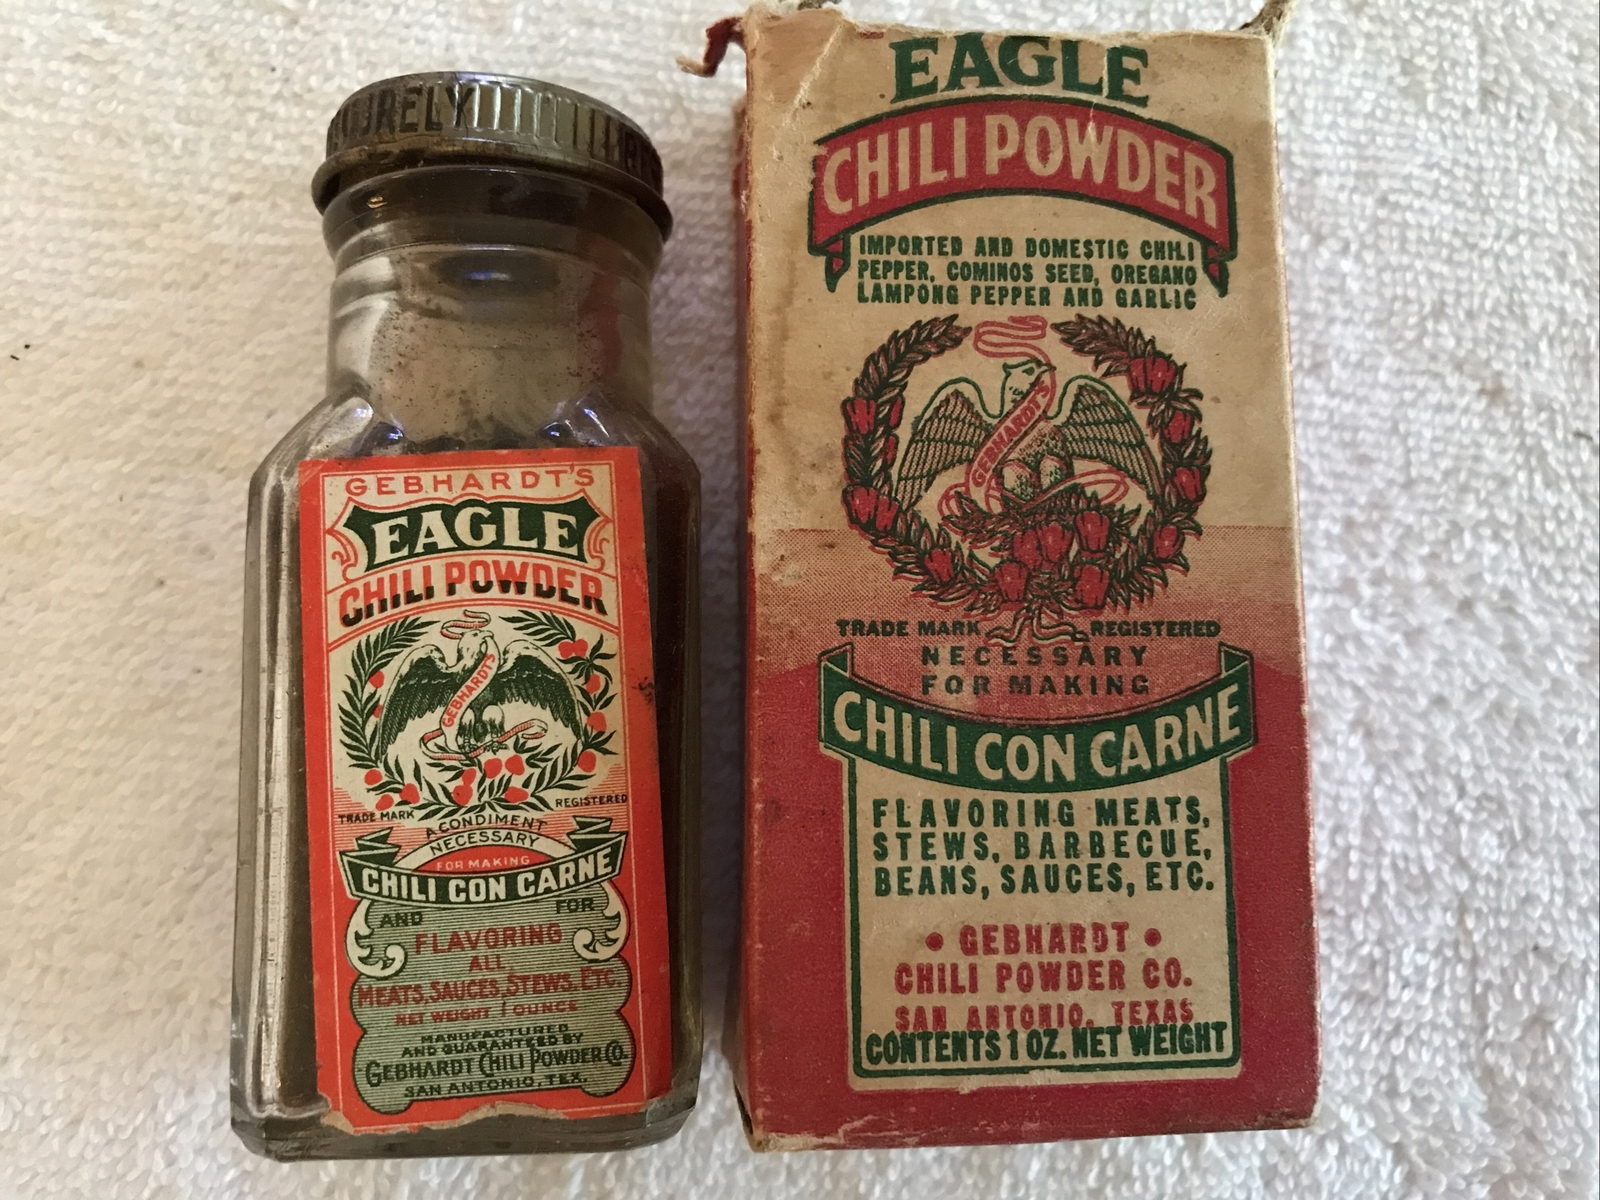 GEBHARDT'S
EAGLE
CHILI POWDER
GEBHARDT'S
TRADE MARK
REGISTERED
A CONDIMENT
NECESSARY
FOR MAKING
CHILI CON CARNE
AND FOR
FLAVORING
ALL
MEATS, SAUCES, STEWS, ETC.
NET WEIGHT 1 OUNCE
MANUFACTURED
AND GUARANTEED BY
GEBHARDT CHILI POWDER CO.
SAN ANTONIO, TEX.
EAGLE
CHILI POWDER
IMPORTED AND DOMESTIC CHILI
PEPPER, COMINOS SEED, OREGANO
LAMPONG PEPPER AND GARLIC
GEBHARDT'S
TRADE MARK REGISTERED
NECESSARY
FOR MAKING
CHILI CON CARNE
FLAVORING MEATS,
STEWS, BARBECUE,
BEANS, SAUCES, ETC.
• GEBHARDT •
CHILI POWDER CO.
SAN ANTONIO, TEXAS
CONTENTS 1 OZ. NET WEIGHT